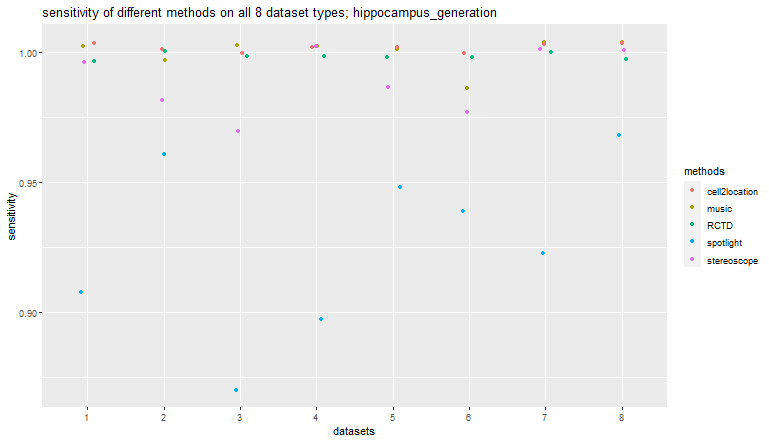 sensitivity of different methods on all 8 dataset types; hippocampus_generation
1.00
0.95
0.90
sensitivity
1 2 3 4 5 6 7 8
datasets
methods
cell2location
music
RCTD
spotlight
stereoscope